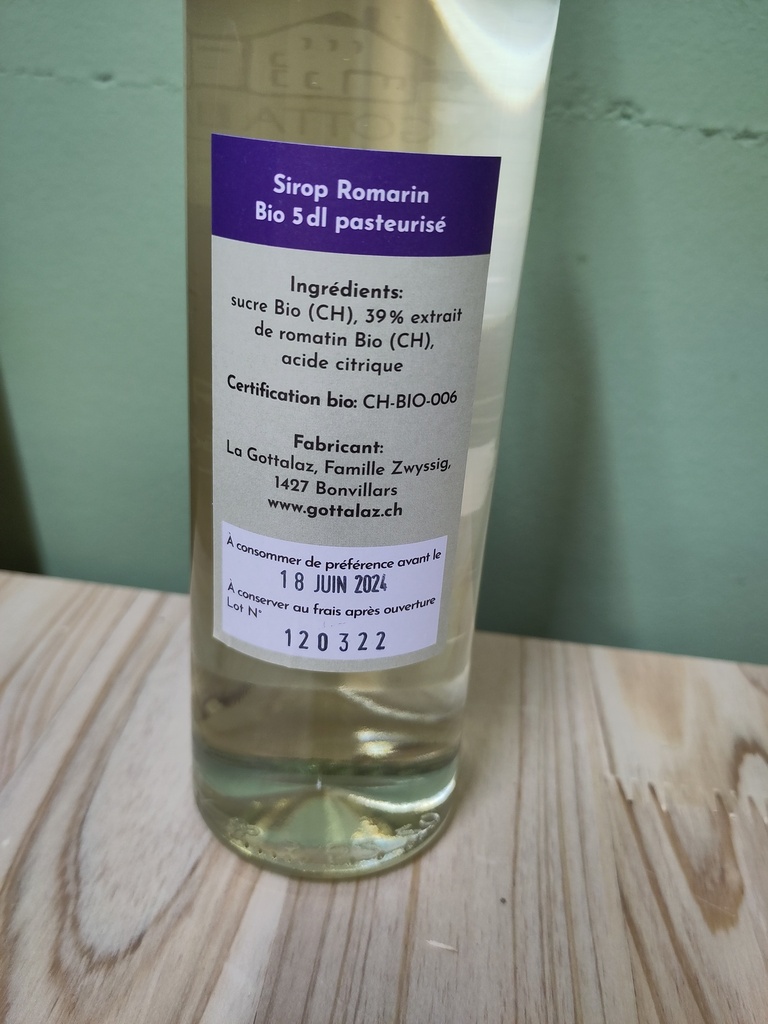 Sirop Romarin
Bio 5 dl pasteurisé
Ingrédients:
sucre Bio (CH), 39% extrait
de romatin Bio (CH),
acide citrique
Certification bio: CH-BIO-006
Fabricant:
La Gottalaz, Famille Zwyssig,
1427 Bonvillars
www.gottalaz.ch
À consommer de préférence avant le
18 JUIN 2024
À conserver au frais après ouverture
Lot N°
120322